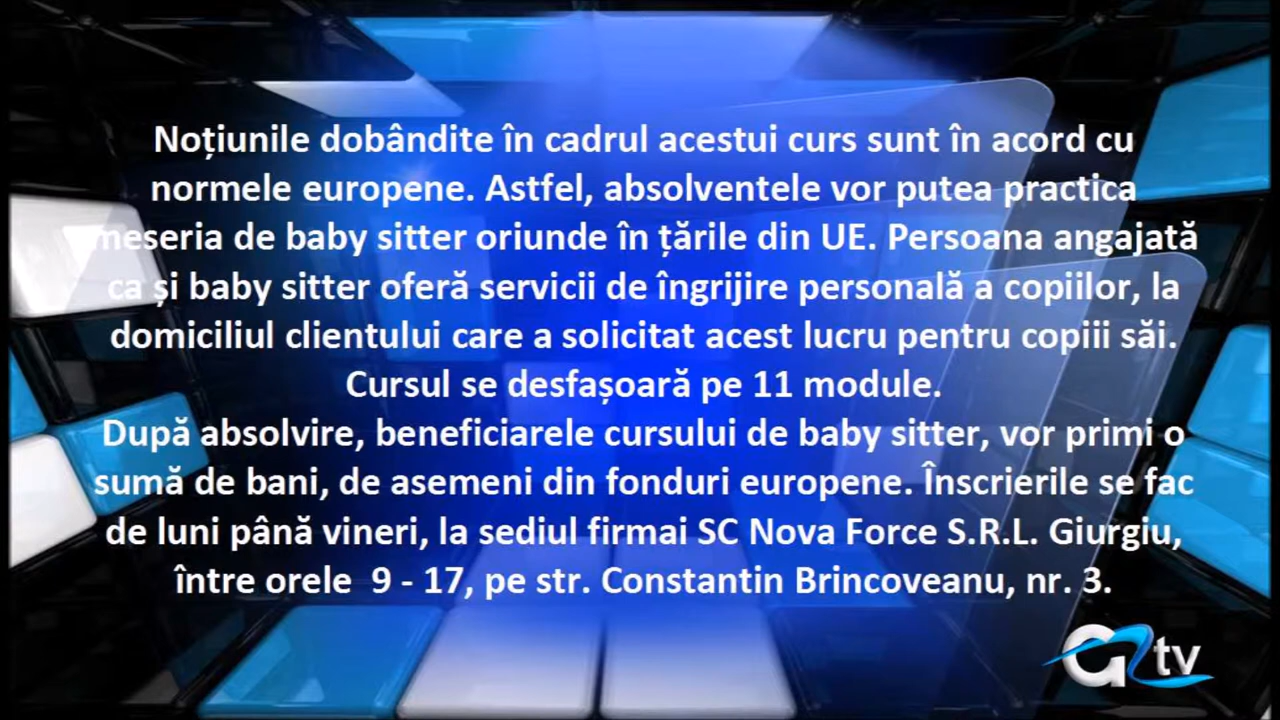 Noțiunile dobândite în cadrul acestui curs sunt în acord cu
normele europene. Astfel, absolventele vor putea practica
meseria de baby sitter oriunde în țările din UE. Persoana angajată
ca și baby sitter oferă servicii de îngrijire personală a copiilor, la
domiciliul clientului care a solicitat acest lucru pentru copiii săi.
Cursul se desfașoară pe 11 module.
După absolvire, beneficiarele cursului de baby sitter, vor primi o
sumă de bani, de asemeni din fonduri europene. Înscrierile se fac
de luni până vineri, la sediul firmai SC Nova Force S.R.L. Giurgiu,
între orele 9 - 17, pe str. Constantin Brincoveanu, nr. 3.
G2 tv